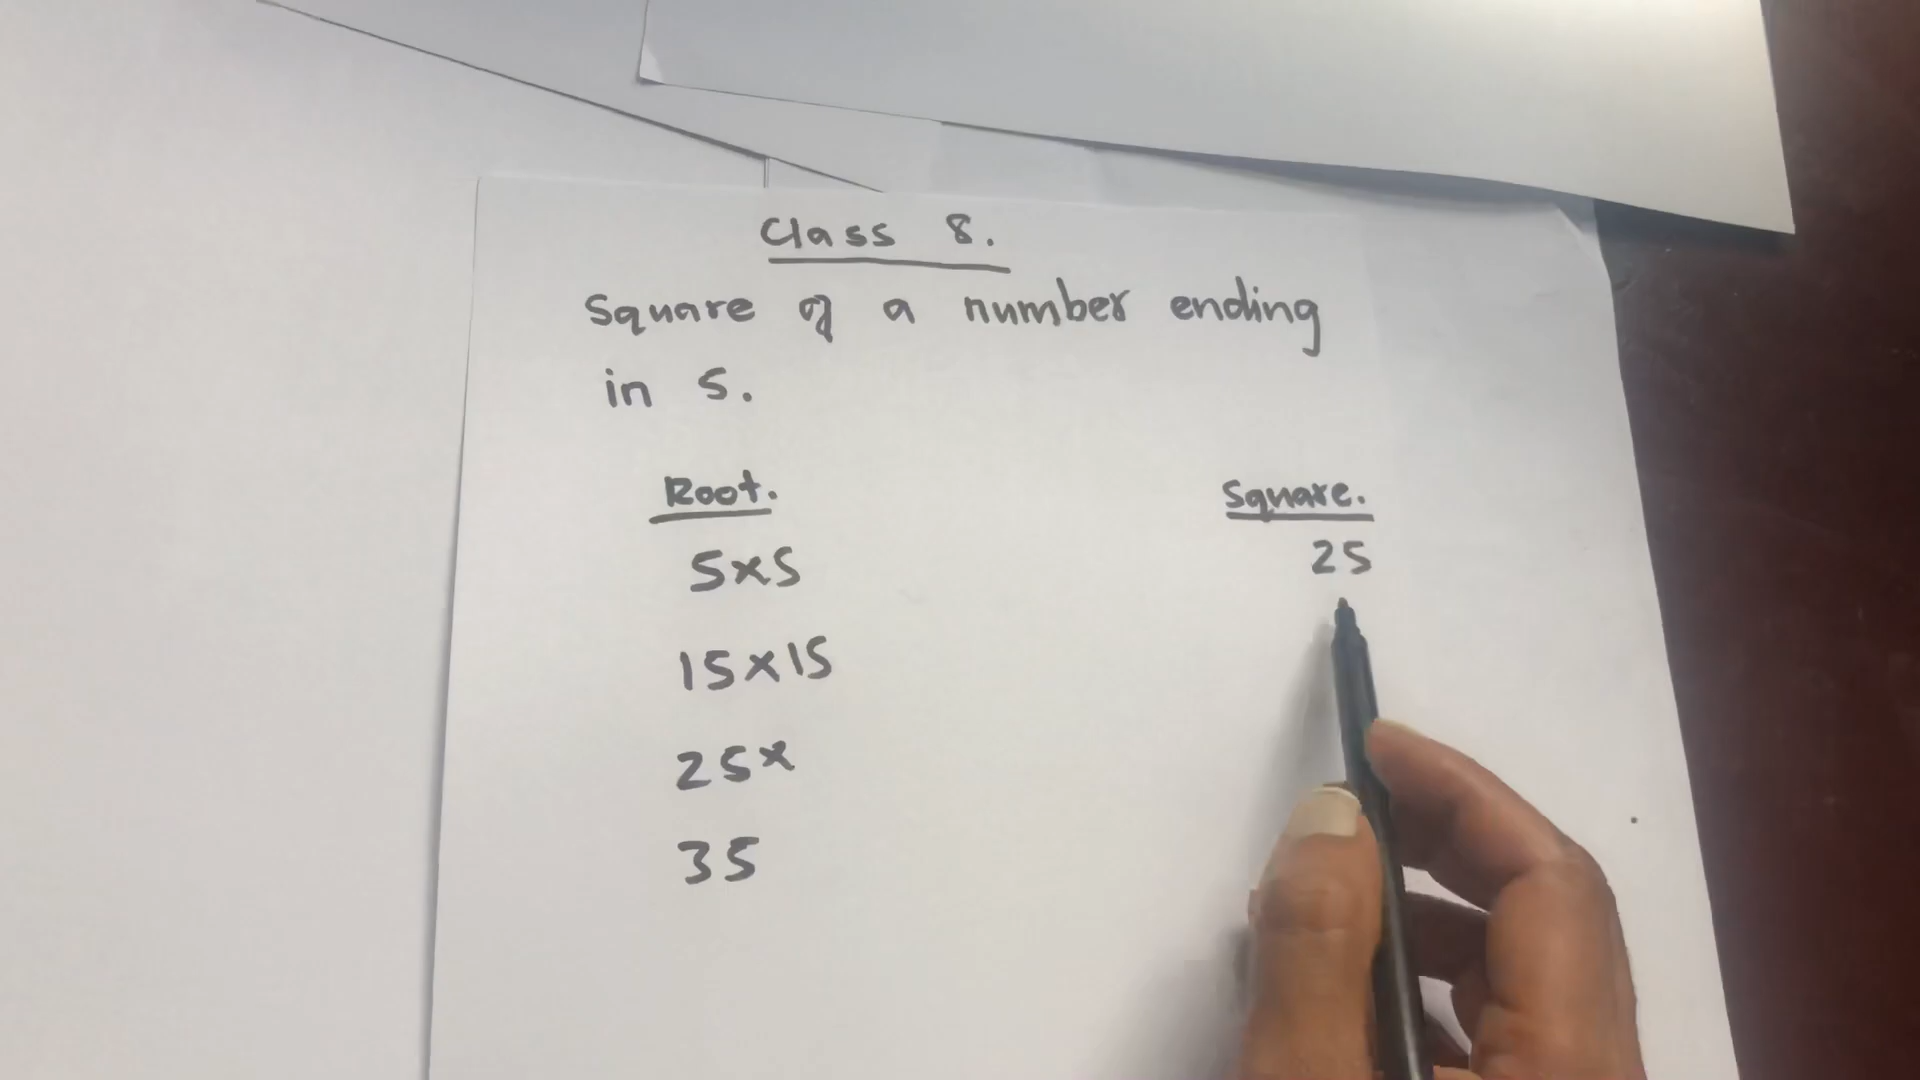 Class 8.
Square of a number ending
in 5.
Root. Square.
5×5 25
15×15
25×
35